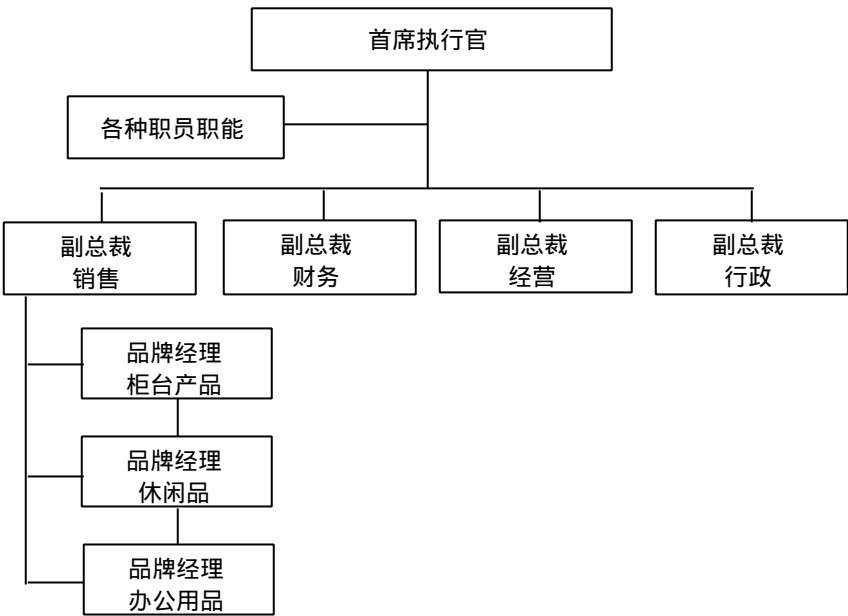 首席执行官
各种职员职能
副总裁
销售
副总裁
财务
副总裁
经营
副总裁
行政
品牌经理
柜台产品
品牌经理
休闲品
品牌经理
办公用品